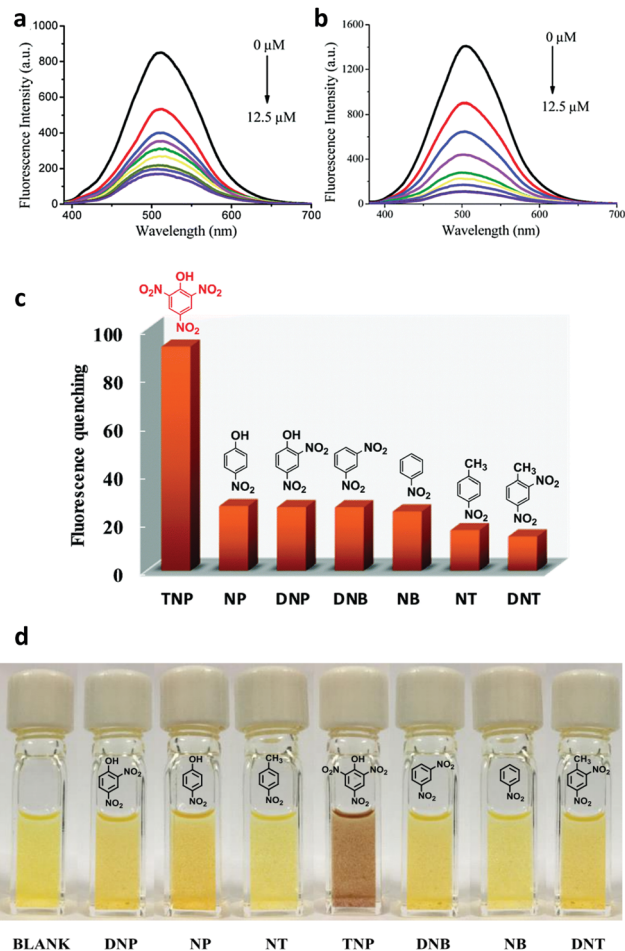 a
Fluorescence Intensity (a.u.)
1000
800
600
400
200
0
0 µM
12.5 µM
400 500 600 700
Wavelength (nm)
b
Fluorescence Intensity (a.u.)
1600
1200
800
400
0
0 µM
12.5 µM
400 500 600 700
Wavelength (nm)
c
Fluorescence quenching
100
80
60
40
20
0
OH
O₂N NO₂
NO₂
OH
NO₂
OH
NO₂
NO₂
NO₂
NO₂
NO₂
CH₃
NO₂
CH₃
NO₂
NO₂
TNP NP DNP DNB NB NT DNT
d
OH
NO₂
NO₂
OH
NO₂
CH₃
NO₂
OH
O₂N NO₂
NO₂
NO₂
NO₂
NO₂
CH₃
NO₂
NO₂
BLANK DNP NP NT TNP DNB NB DNT